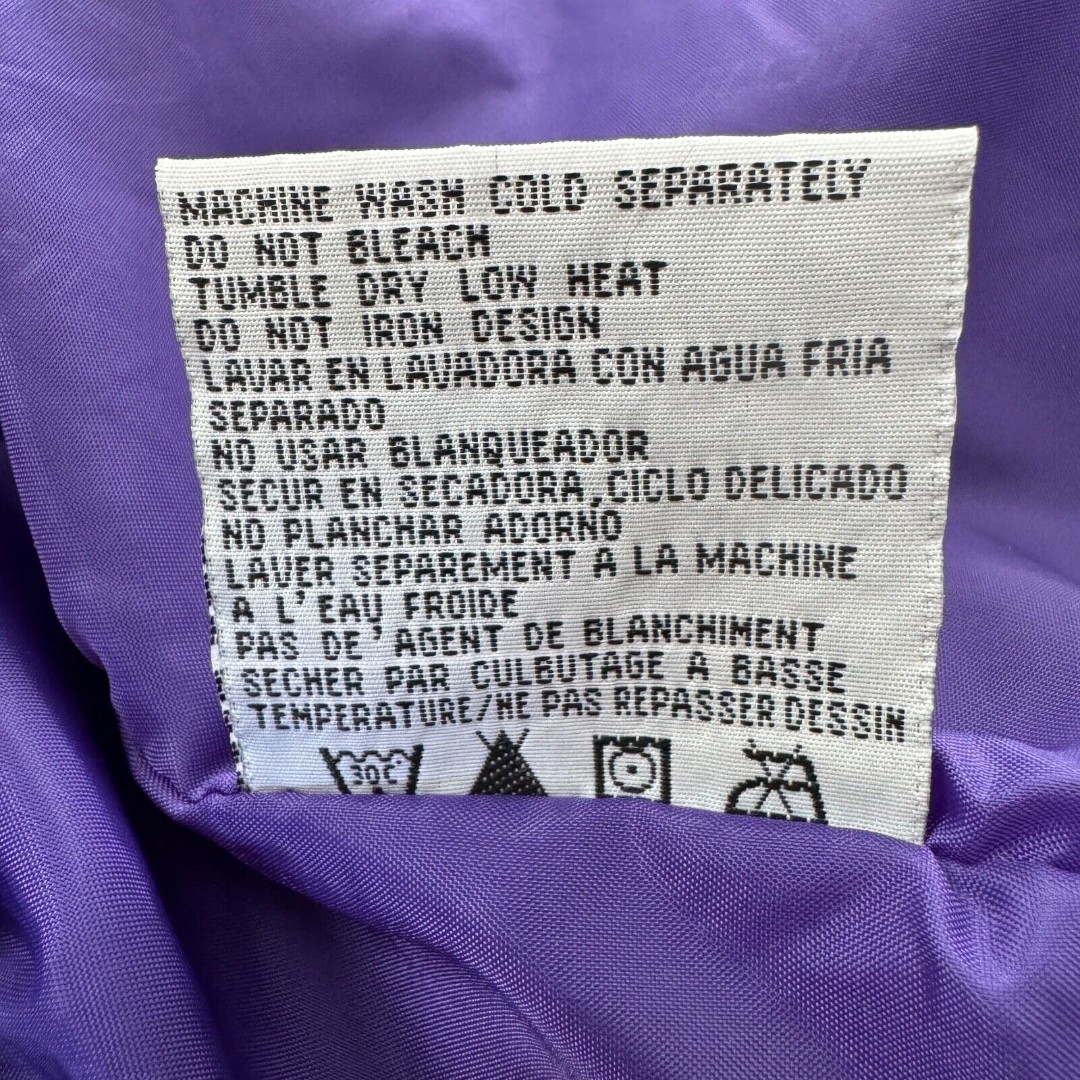 MACHINE WASH COLD SEPARATELY
DO NOT BLEACH
TUMBLE DRY LOW HEAT
DO NOT IRON DESIGN
LAVAR EN LAVADORA CON AGUA FRIA
SEPARADO
NO USAR BLANQUEADOR
SECUR EN SECADORA, CICLO DELICADO
NO PLANCHAR ADORNO
LAVER SEPAREMENT À LA MACHINE
A L'EAU FROIDE
PAS DE' AGENT DE BLANCHIMENT
SECHER PAR CULBUTAGE A BASSE
TEMPERATURE/NE PAS REPASSER DESSIN
30C